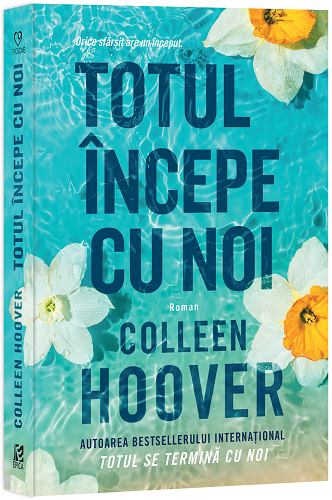 Orice sfârșit are un început.
TOTUL
ÎNCEPE
CU NOI
Roman
COLLEEN
HOOVER
AUTOAREA BESTSELLERULUI INTERNAȚIONAL
TOTUL SE TERMINĂ CU NOI
COLLEEN HOOVER TOTUL ÎNCEPE CU NOI
EPICA